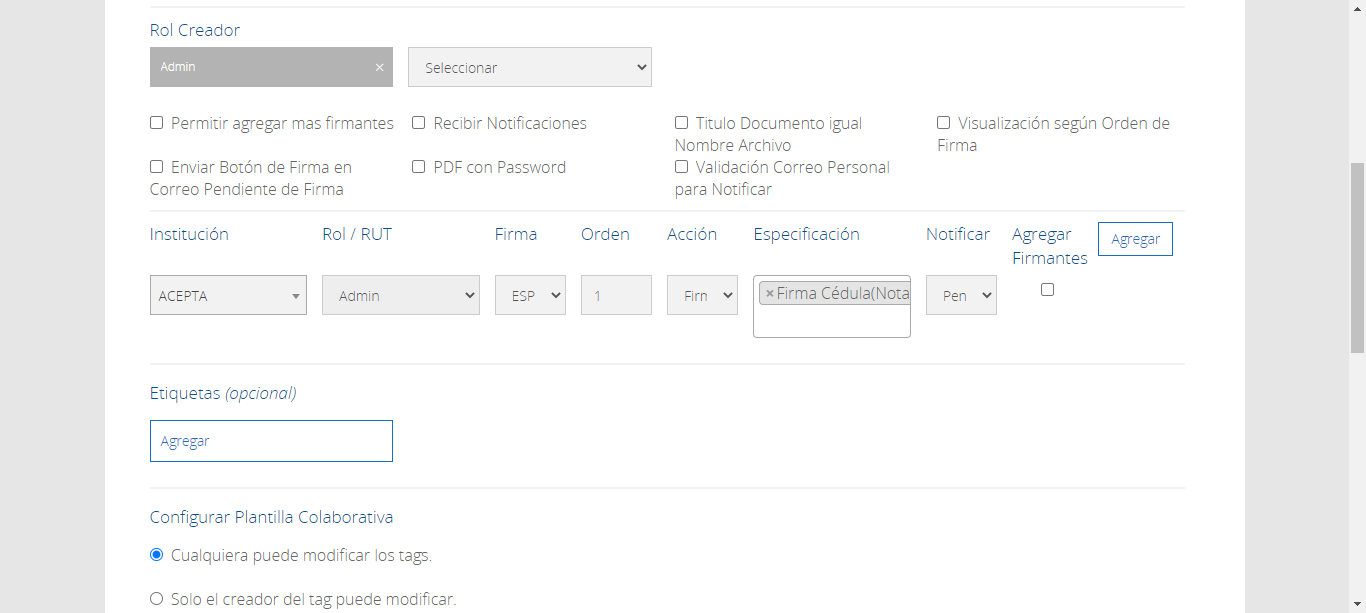 Rol Creador
Admin × Seleccionar
Permitir agregar mas firmantes Recibir Notificaciones Titulo Documento igual Nombre Archivo Visualización según Orden de Firma
Enviar Botón de Firma en Correo Pendiente de Firma PDF con Password Validación Correo Personal para Notificar
Institución Rol / RUT Firma Orden Acción Especificación Notificar Agregar Firmantes Agregar
ACEPTA Admin ESP 1 Firn × Firma Cédula(Nota Pen
Etiquetas (opcional)
Agregar
Configurar Plantilla Colaborativa
Cualquiera puede modificar los tags.
Solo el creador del tag puede modificar.